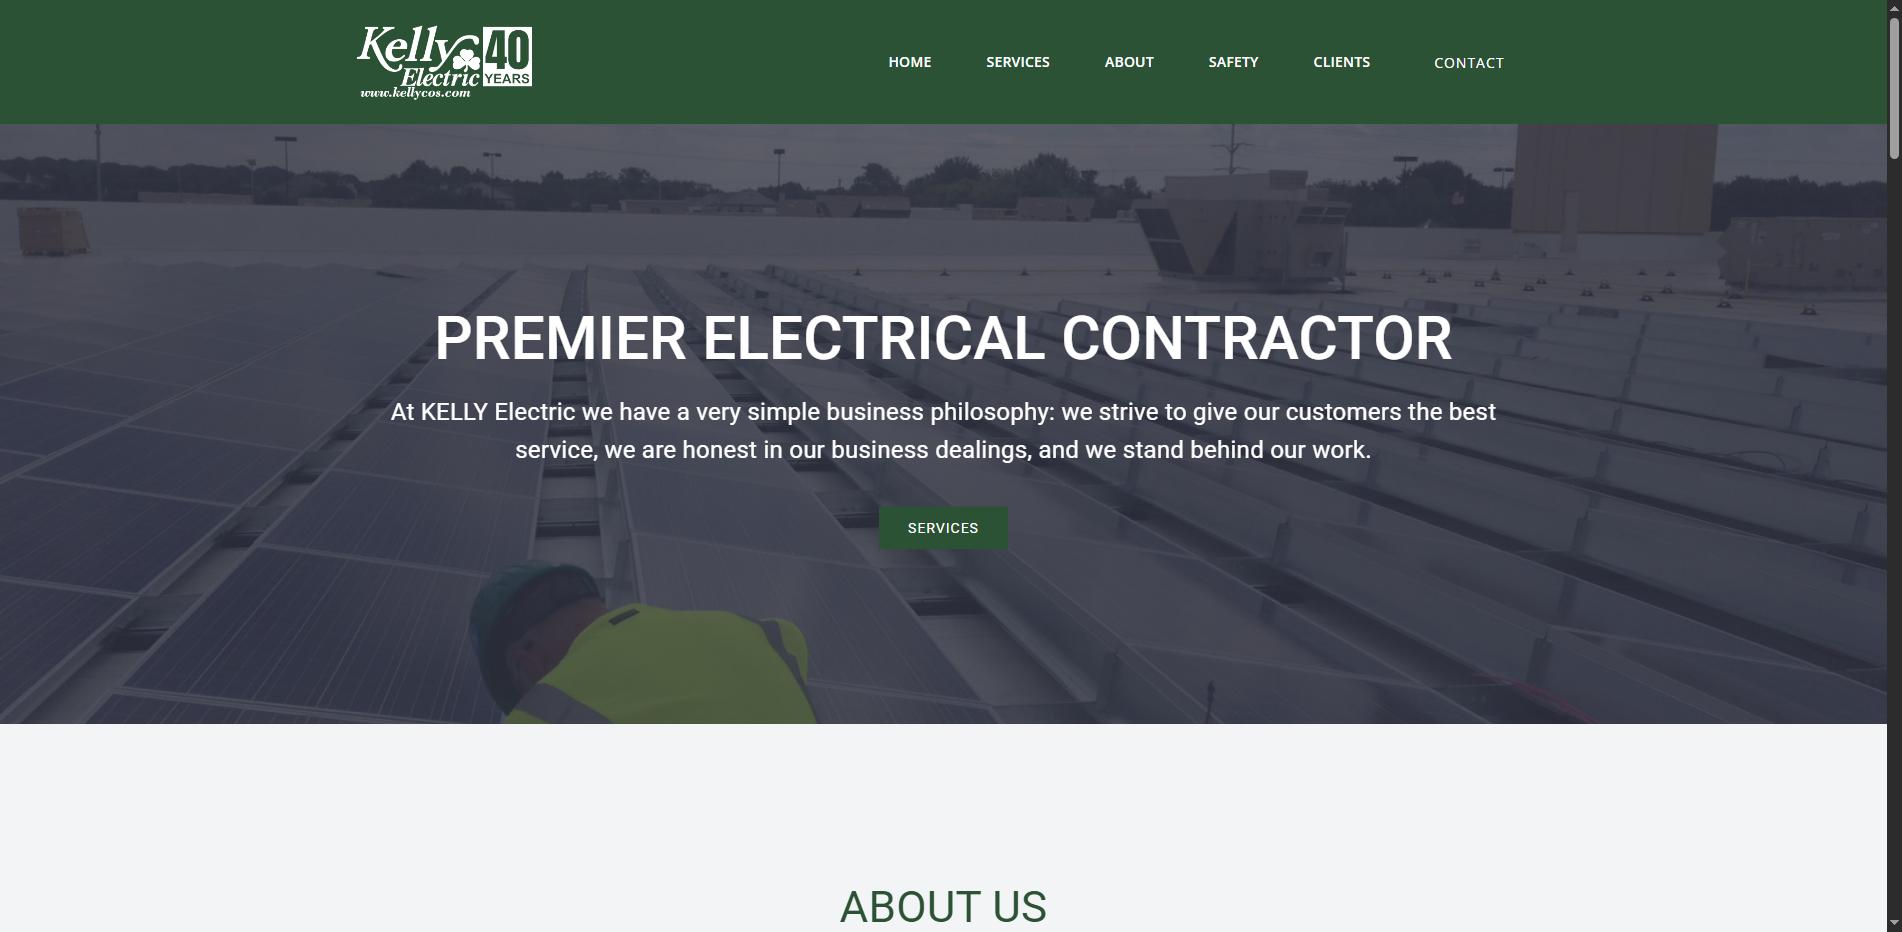 Kelly 40
Electric YEARS
www.kellycos.com
HOME SERVICES ABOUT SAFETY CLIENTS CONTACT
PREMIER ELECTRICAL CONTRACTOR
At KELLY Electric we have a very simple business philosophy: we strive to give our customers the best
service, we are honest in our business dealings, and we stand behind our work.
SERVICES
ABOUT US